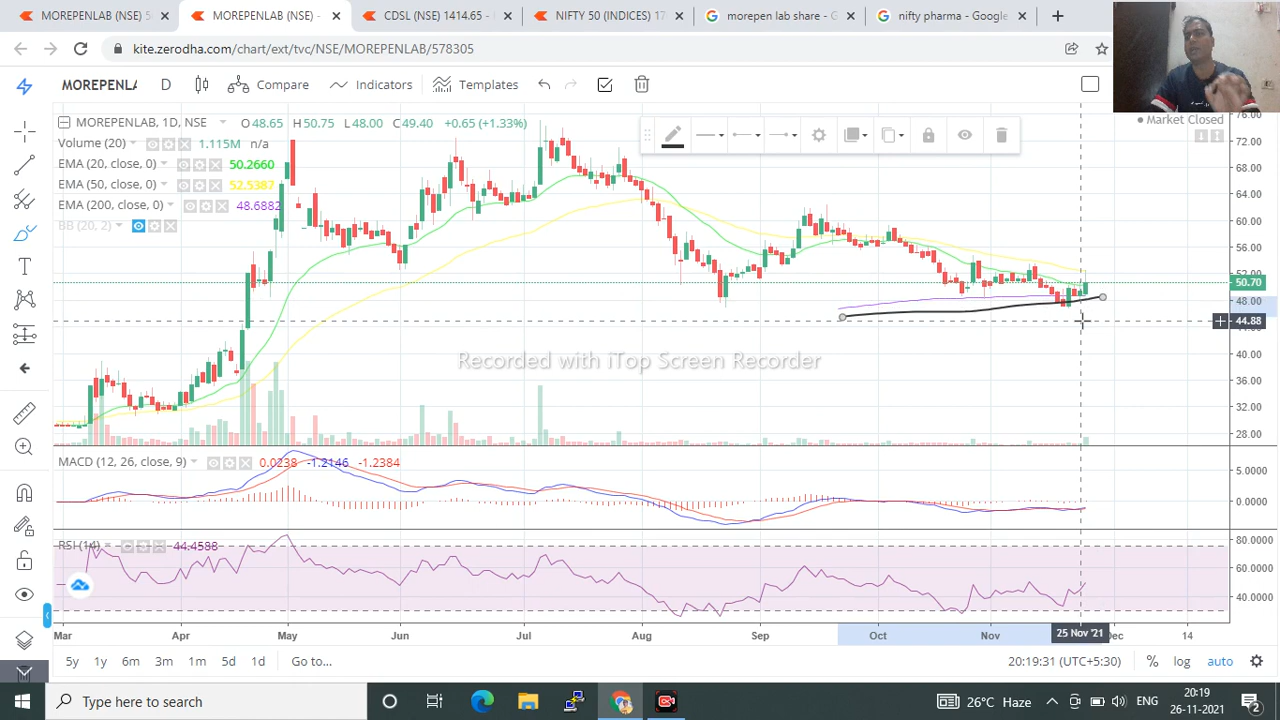 MOREPENLAB (NSE) 5
MOREPENLAB (NSE) -
CDSL (NSE) 1414.65 -
NIFTY 50 (INDICES) 17
morepen lab share - G
nifty pharma - Google
kite.zerodha.com/chart/ext/tvc/NSE/MOREPENLAB/578305
MOREPENLA D Compare Indicators Templates
MOREPENLAB, 1D, NSE O48.65 H50.75 L48.00 C49.40 +0.65 (+1.33%)
Market Closed
Volume (20) 1.115M n/a
EMA (20, close, 0) 50.2660
EMA (50, close, 0) 52.5387
EMA (200, close, 0) 48.6882
BB (20, 2)
76.00
72.00
68.00
64.00
60.00
56.00
52.00
50.70
48.00
44.88
44.00
40.00
36.00
32.00
28.00
Recorded with iTop Screen Recorder
MACD (12, 26, close, 9) 0.0238 -1.2146 -1.2384
5.0000
0.0000
RSI (14) 44.4588
80.0000
60.0000
40.0000
Mar Apr May Jun Jul Aug Sep Oct Nov 25 Nov '21 Dec 14
5y 1y 6m 3m 1m 5d 1d Go to... 20:19:31 (UTC+5:30) % log auto
Type here to search
26°C Haze
ENG
20:19
26-11-2021
2